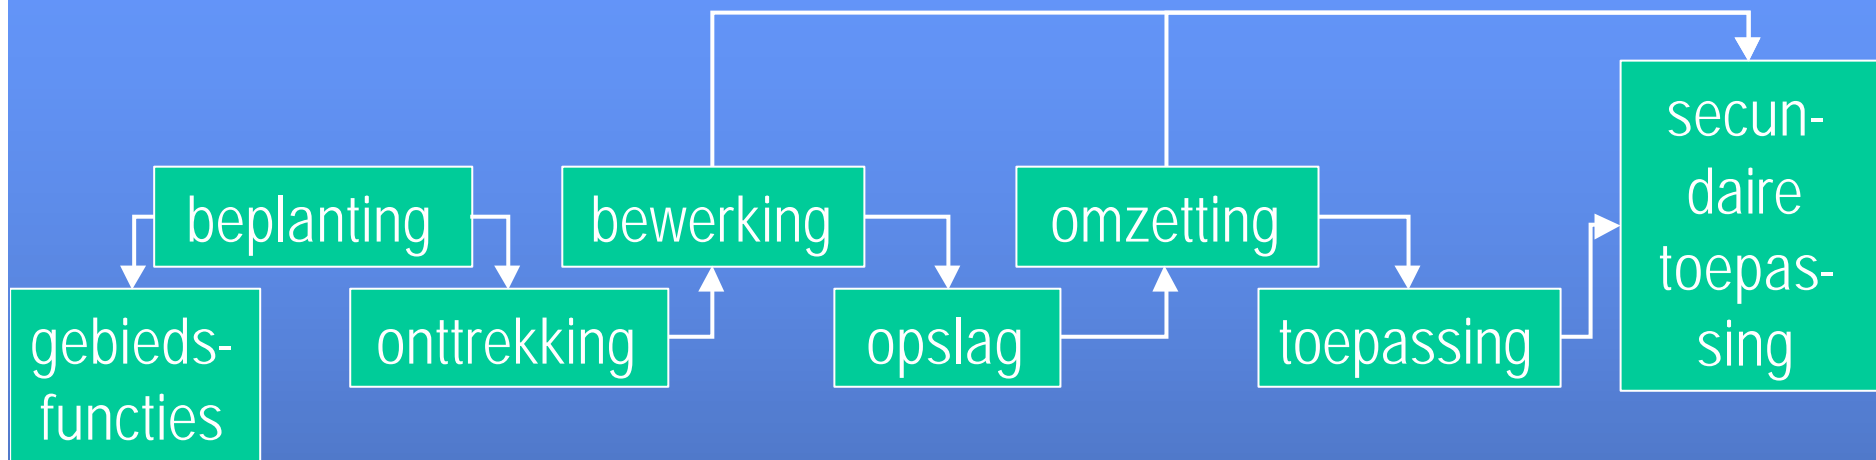 beplanting
gebieds-
functies
onttrekking
bewerking
opslag
omzetting
toepassing
secun-
daire
toepas-
sing